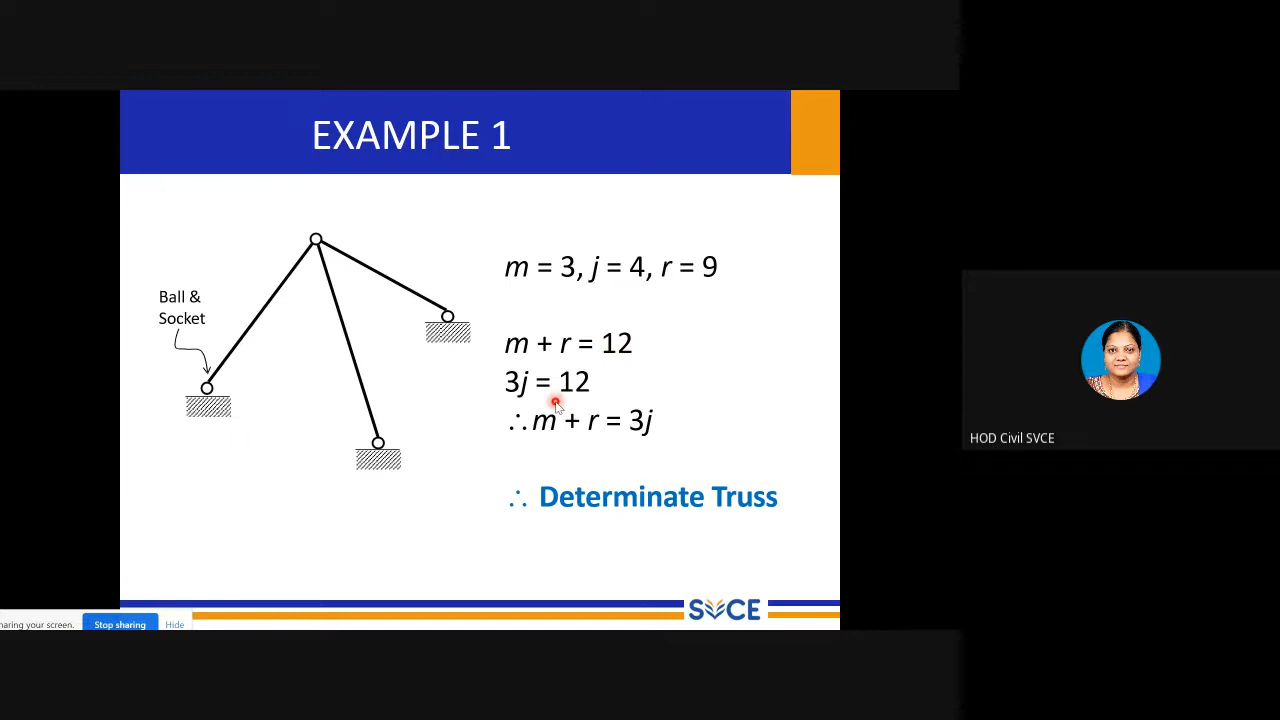 EXAMPLE 1
Ball &
Socket
m = 3, j = 4, r = 9
m + r = 12
3j = 12
∴ m + r = 3j
∴ Determinate Truss
SVCE
haring your screen. Stop sharing Hide
HOD Civil SVCE